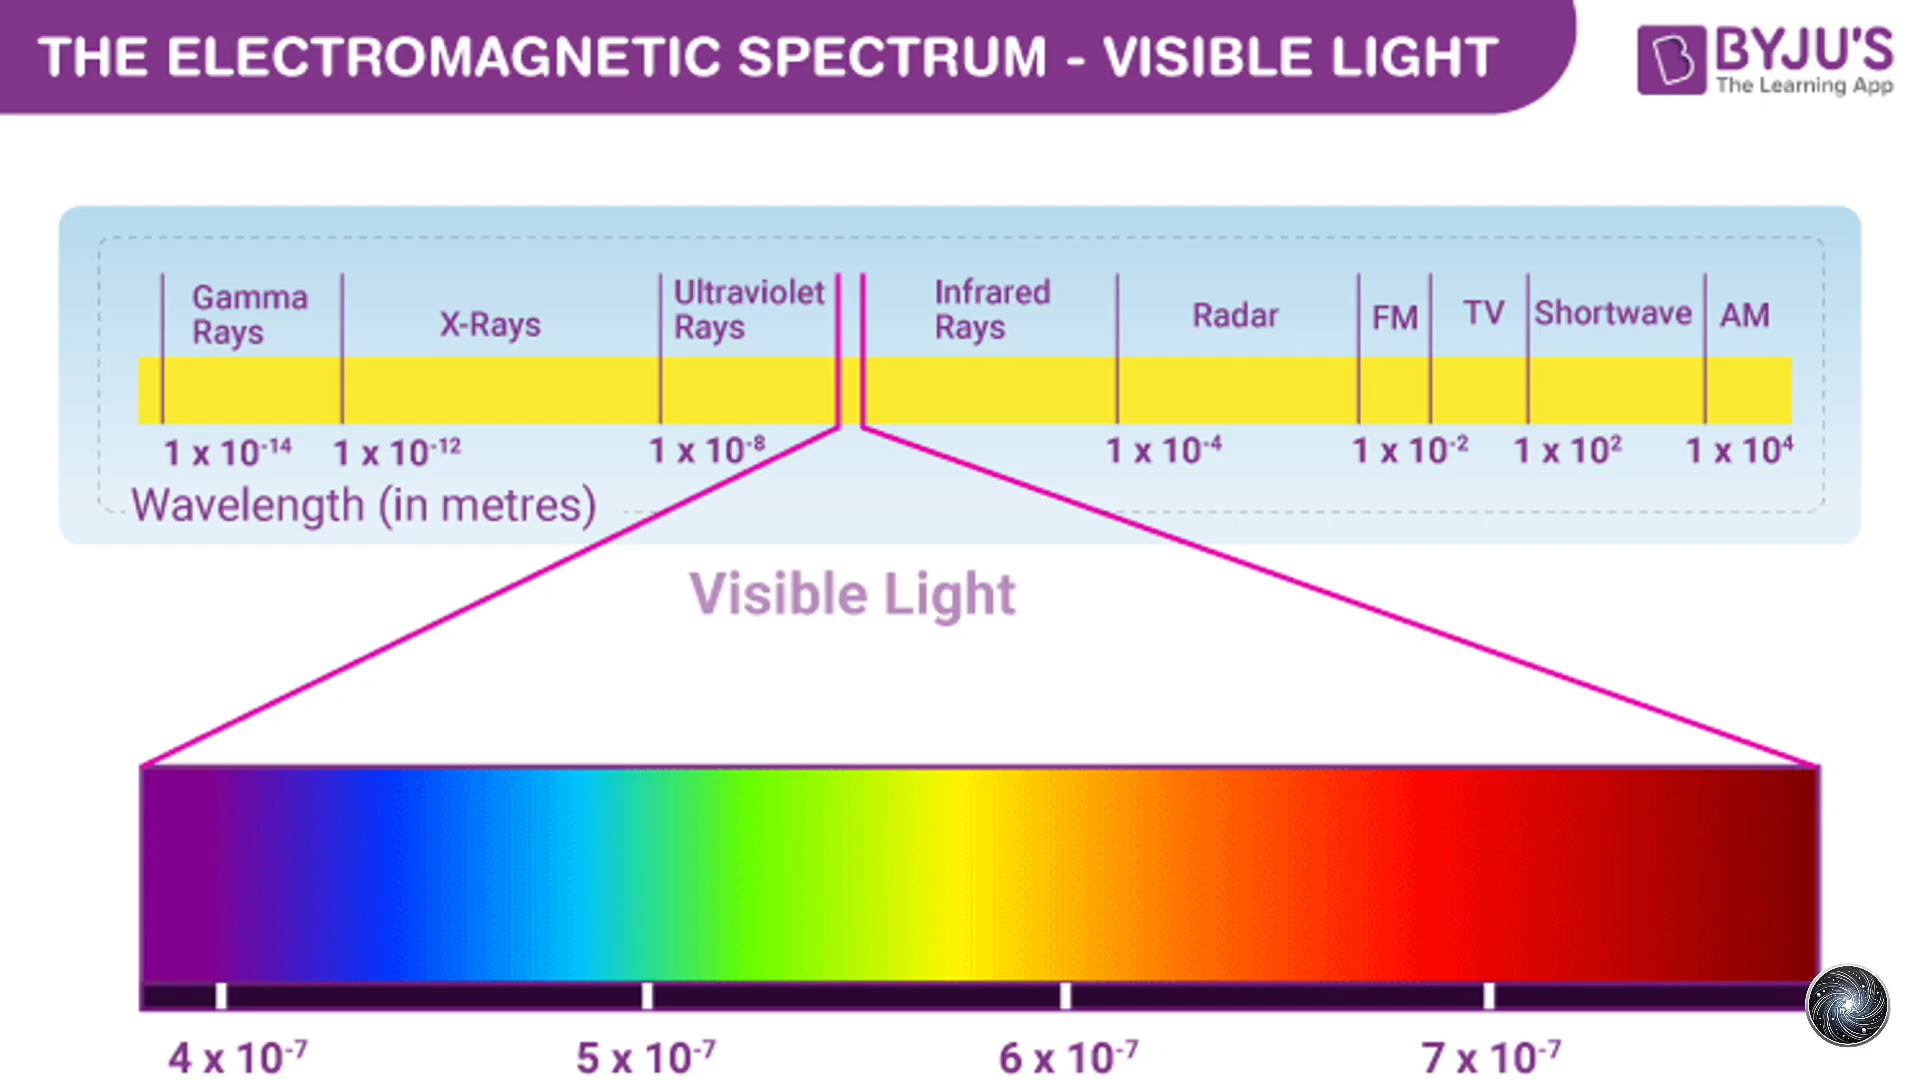 THE ELECTROMAGNETIC SPECTRUM - VISIBLE LIGHT
BYJU'S
The Learning App
Gamma
Rays
X-Rays
Ultraviolet
Rays
Infrared
Rays
Radar
FM
TV
Shortwave
AM
1 x 10⁻¹⁴ 1 x 10⁻¹² 1 x 10⁻⁸ 1 x 10⁻⁴ 1 x 10⁻² 1 x 10² 1 x 10⁴
Wavelength (in metres)
Visible Light
4 x 10⁻⁷ 5 x 10⁻⁷ 6 x 10⁻⁷ 7 x 10⁻⁷